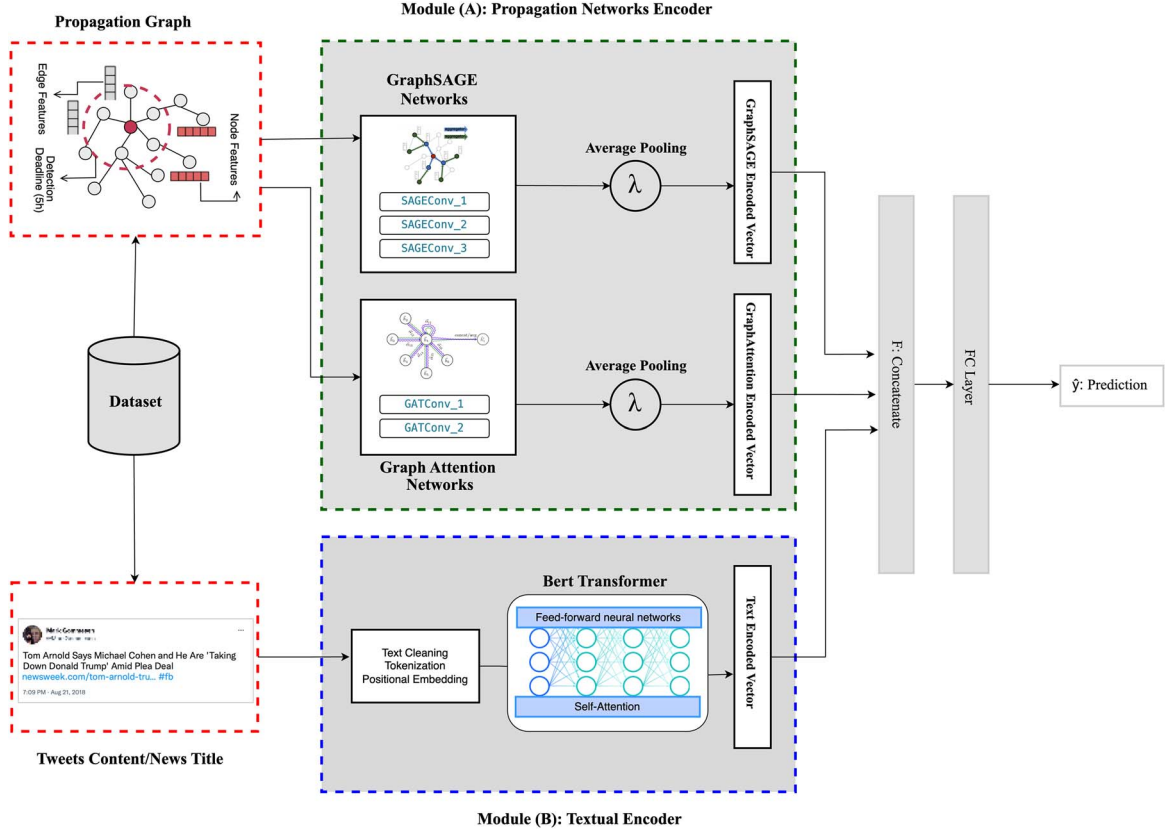 Module (A): Propagation Networks Encoder
Propagation Graph
Edge Features
Detection
Deadline (5h)
Node Features
GraphSAGE
Networks
SAGEConv_1
SAGEConv_2
SAGEConv_3
Average Pooling
λ
GraphSAGE Encoded Vector
GATConv_1
GATConv_2
Graph Attention
Networks
Average Pooling
λ
GraphAttention Encoded Vector
Dataset
F: Concatenate
FC Layer
ŷ: Prediction
Tom Arnold Says Michael Cohen and He Are 'Taking
Down Donald Trump' Amid Plea Deal
newsweek.com/tom-arnold-tru... #fb
7:09 PM · Aug 21, 2018
Tweets Content/News Title
Text Cleaning
Tokenization
Positional Embedding
Bert Transformer
Feed-forward neural networks
Self-Attention
Text Encoded
Vector
Module (B): Textual Encoder